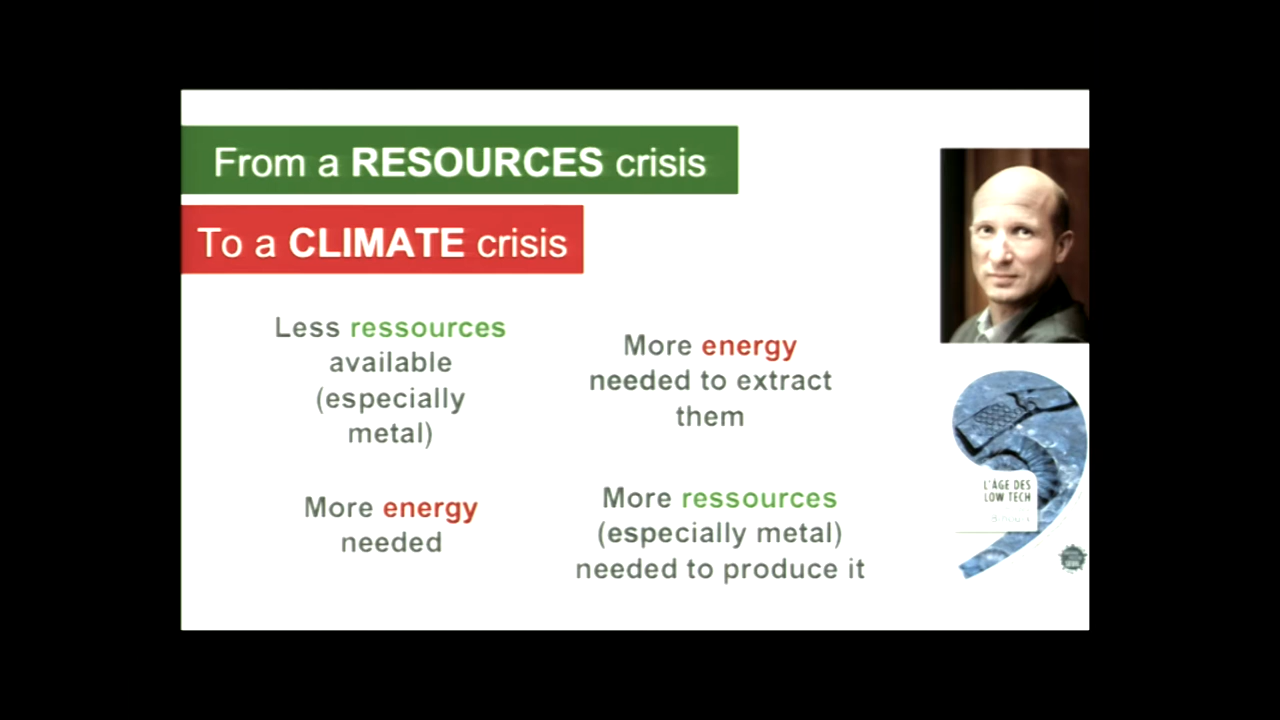 From a RESOURCES crisis
To a CLIMATE crisis
Less ressources
available
(especially
metal)
More energy
needed to extract
them
More energy
needed
More ressources
(especially metal)
needed to produce it
L'ÂGE DES
LOW TECH